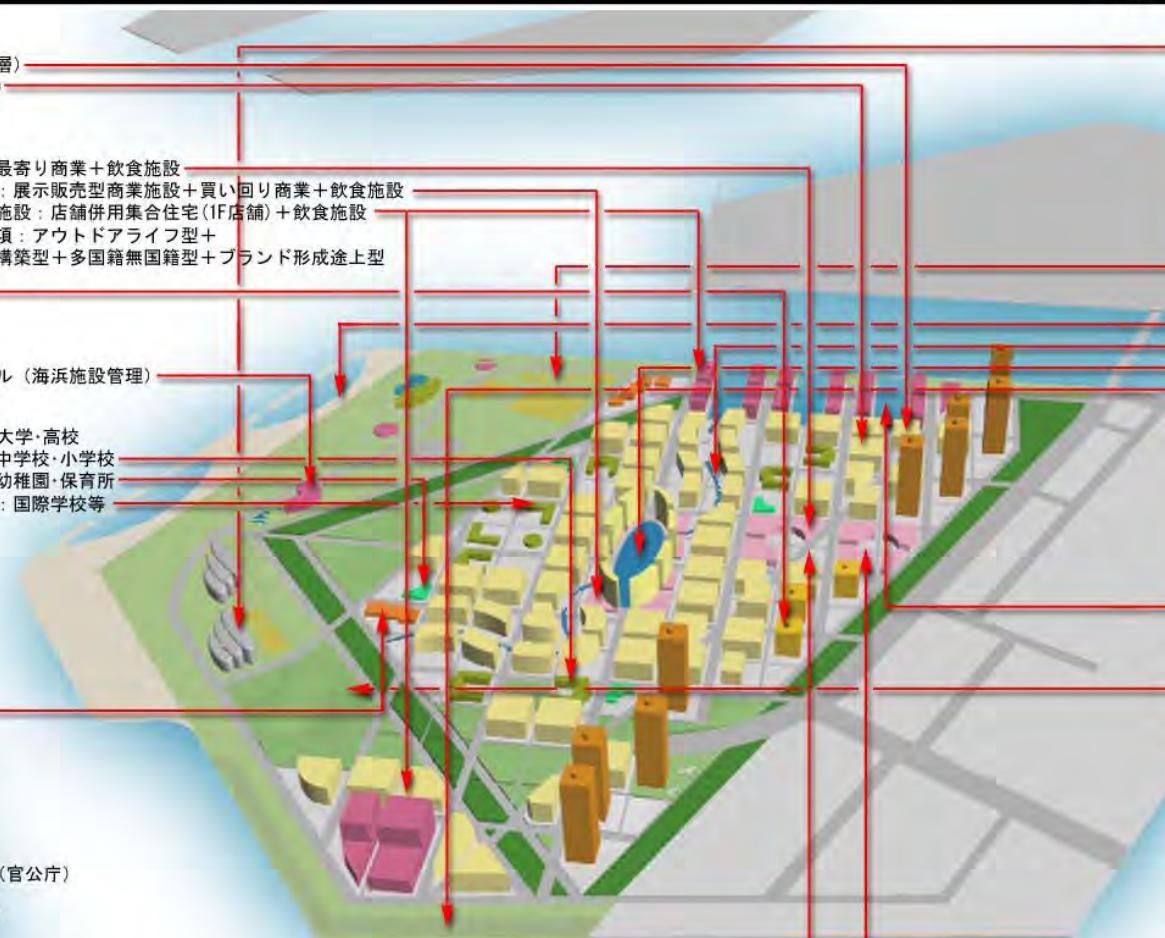 層)
最寄り商業＋飲食施設
：展示販売型商業施設＋買い回り商業＋飲食施設
施設：店舗併用集合住宅(1F店舗)＋飲食施設
項：アウトドアライフ型＋
構築型＋多国籍無国籍型＋ブランド形成途上型
ル（海浜施設管理）
大学･高校
中学校･小学校
幼稚園･保育所
：国際学校等
(官公庁)